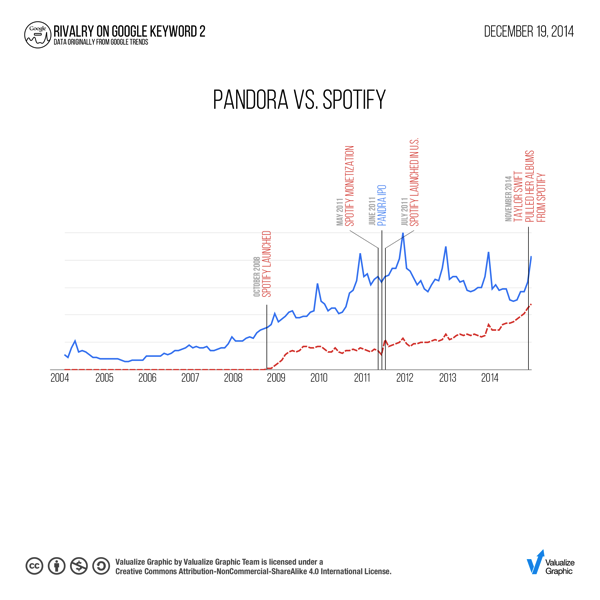 Google
RIVALRY ON GOOGLE KEYWORD 2
DATA ORIGINALLY FROM GOOGLE TRENDS
DECEMBER 19, 2014
PANDORA VS. SPOTIFY
OCTOBER 2008
SPOTIFY LAUNCHED
MAY 2011
SPOTIFY MONETIZATION
JUNE 2011
PANDRA IPO
JULY 2011
SPOTIFY LAUNCHED IN U.S.
NOVEMBER 2014
TAYLOR SWIFT
PULLED HER ALBUMS
FROM SPOTIFY
2004 2005 2006 2007 2008 2009 2010 2011 2012 2013 2014
cc
Valualize Graphic by Valualize Graphic Team is licensed under a
Creative Commons Attribution-NonCommercial-ShareAlike 4.0 International License.
Valualize
Graphic